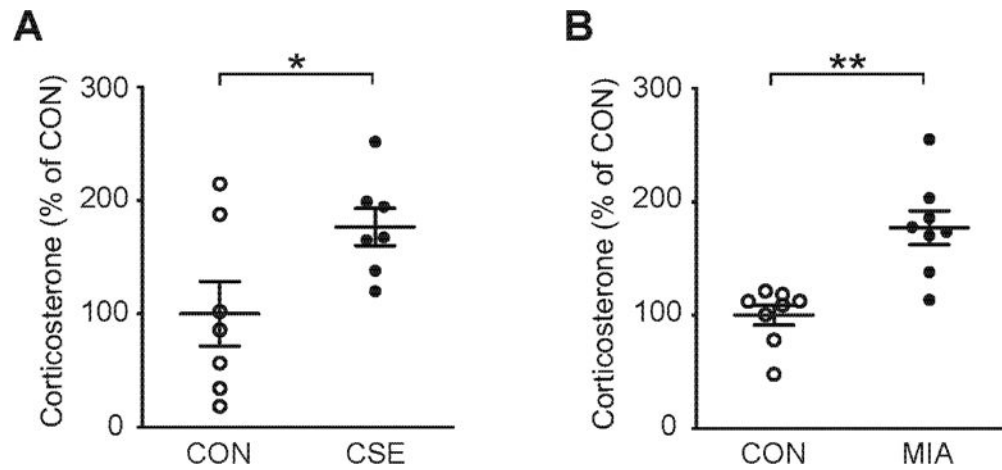 A
*
Corticosterone (% of CON)
300
200
100
0
CON CSE
B
**
Corticosterone (% of CON)
300
200
100
0
CON MIA